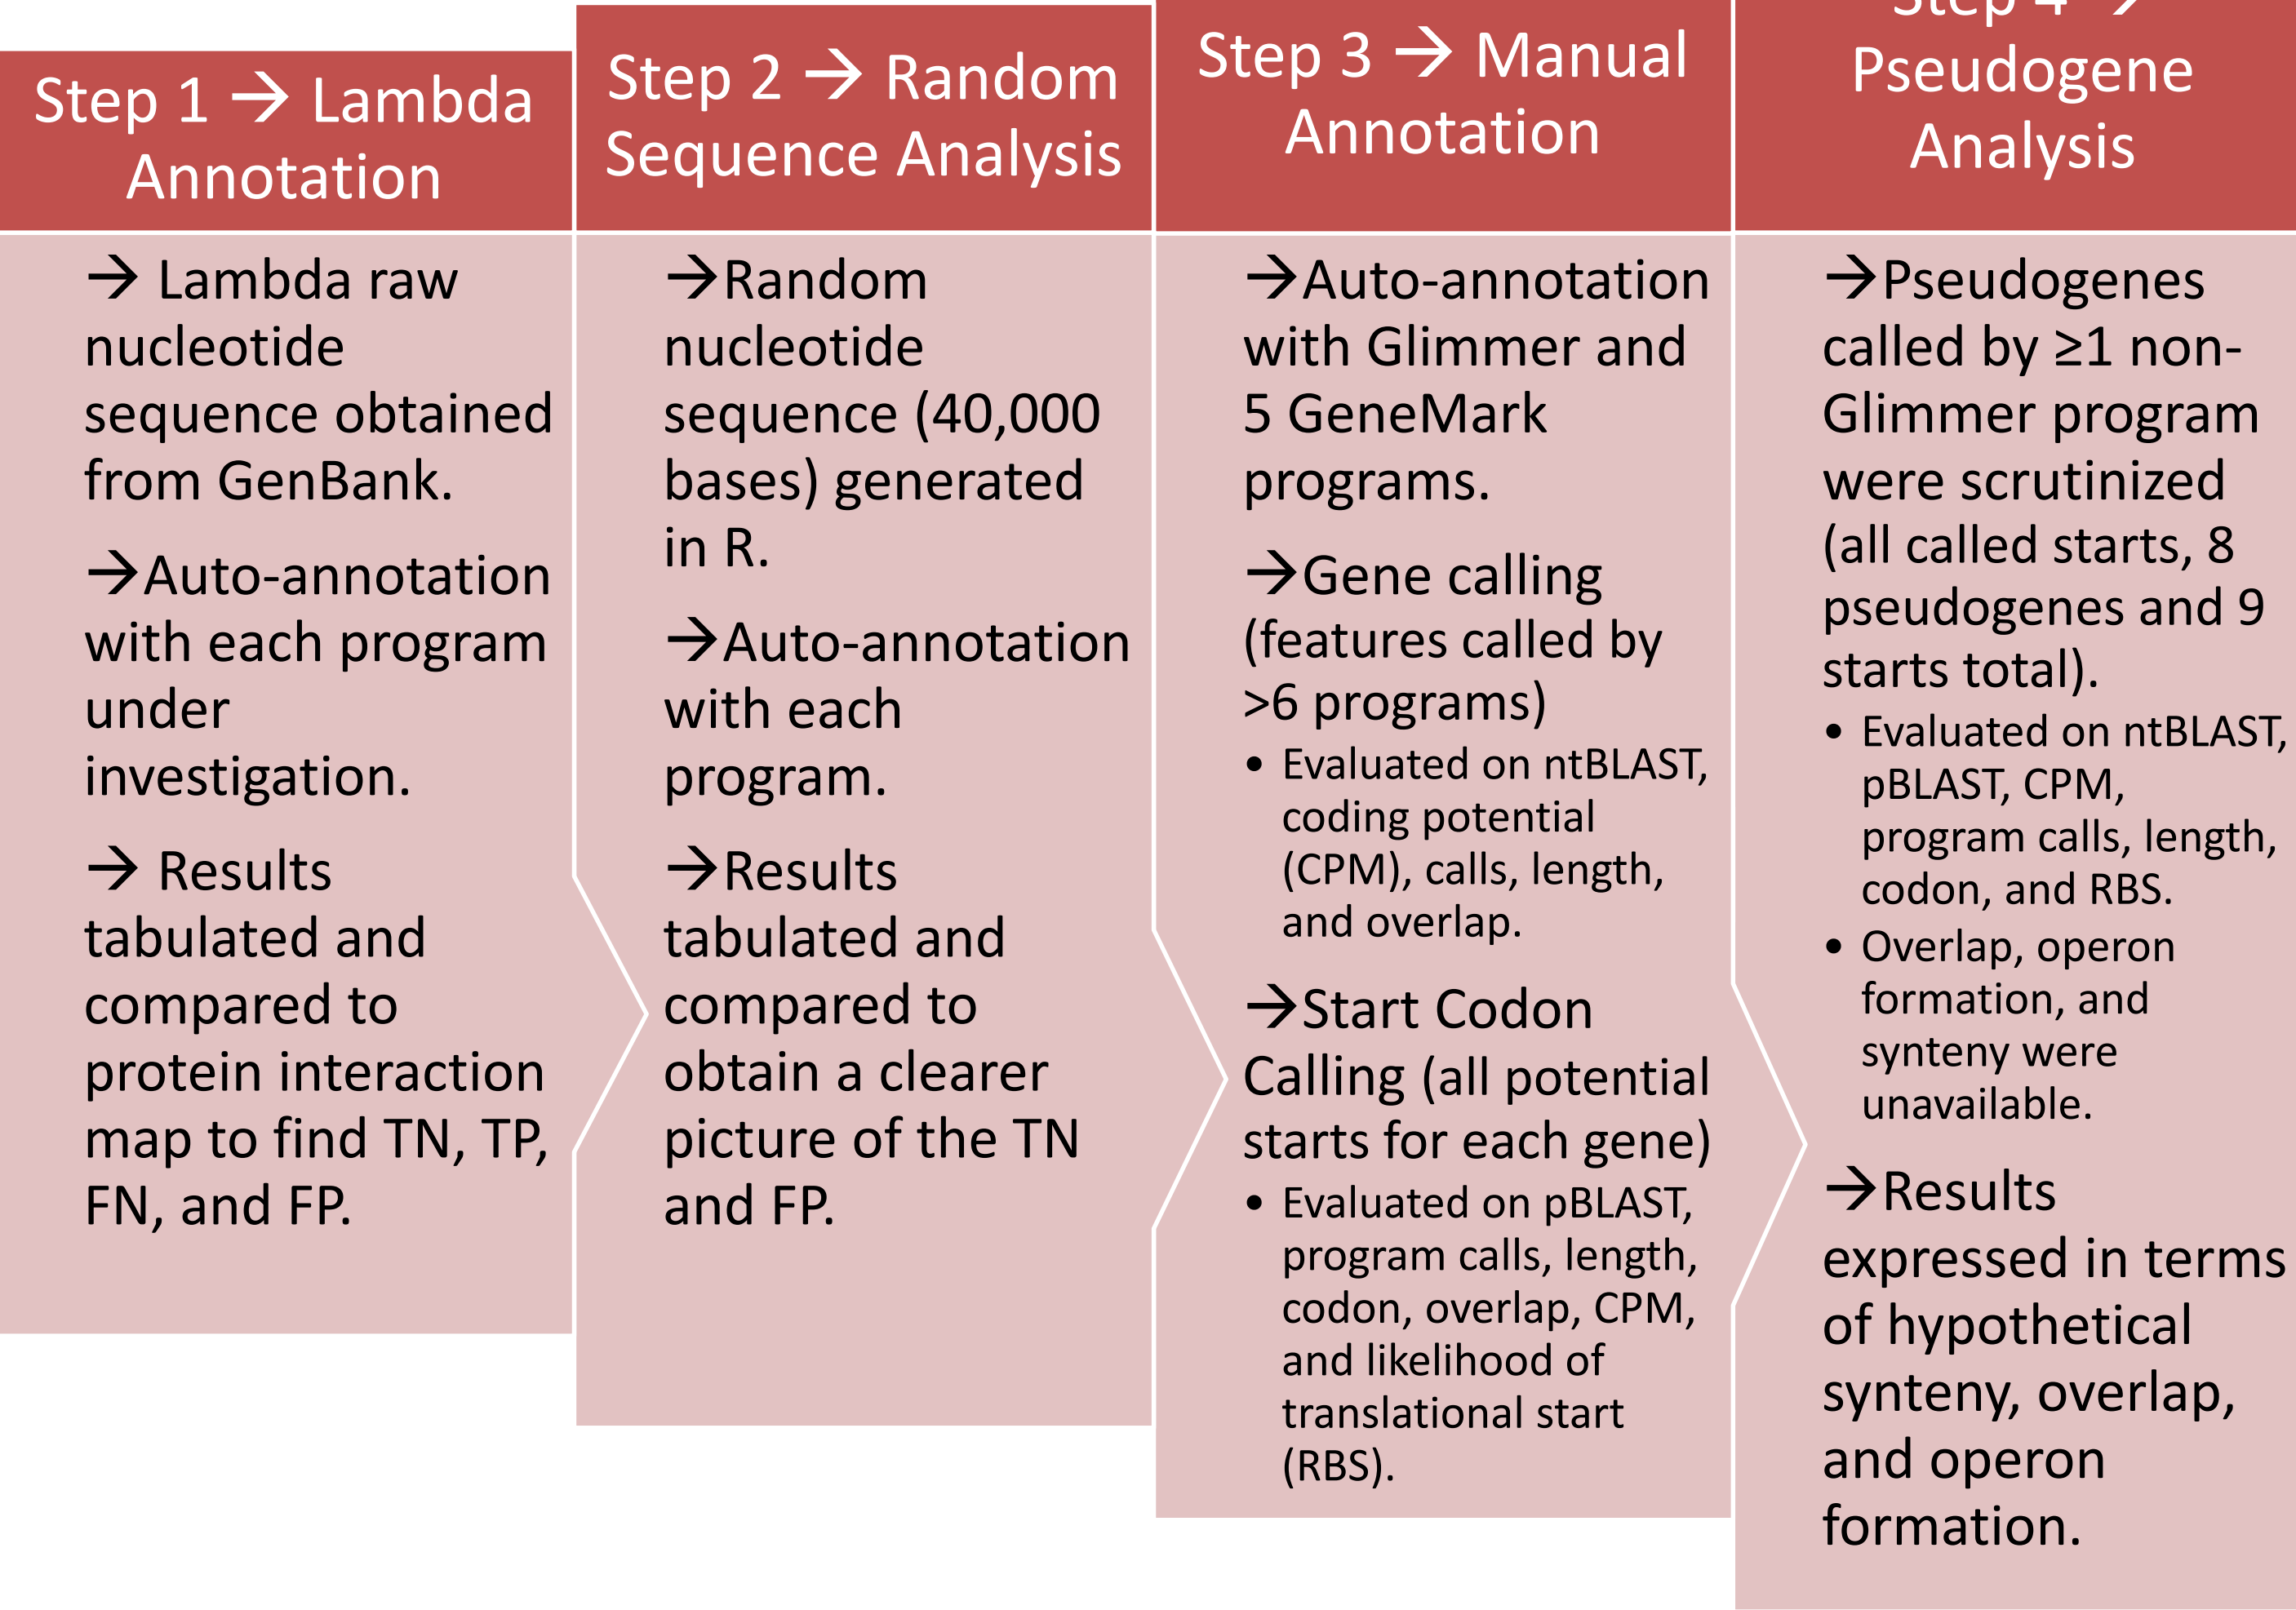 Step 1 → Lambda
Annotation
→ Lambda raw
nucleotide
sequence obtained
from GenBank.
→Auto-annotation
with each program
under
investigation.
→ Results
tabulated and
compared to
protein interaction
map to find TN, TP,
FN, and FP.
Step 2 → Random
Sequence Analysis
→Random
nucleotide
sequence (40,000
bases) generated
in R.
→Auto-annotation
with each
program.
→Results
tabulated and
compared to
obtain a clearer
picture of the TN
and FP.
Step 3 → Manual
Annotation
→Auto-annotation
with Glimmer and
5 GeneMark
programs.
→Gene calling
(features called by
>6 programs)
• Evaluated on ntBLAST,
coding potential
(CPM), calls, length,
and overlap.
→Start Codon
Calling (all potential
starts for each gene)
• Evaluated on pBLAST,
program calls, length,
codon, overlap, CPM,
and likelihood of
translational start
(RBS).
Step 4 →
Pseudogene
Analysis
→Pseudogenes
called by ≥1 non-
Glimmer program
were scrutinized
(all called starts, 8
pseudogenes and 9
starts total).
• Evaluated on ntBLAST,
pBLAST, CPM,
program calls, length,
codon, and RBS.
• Overlap, operon
formation, and
synteny were
unavailable.
→Results
expressed in terms
of hypothetical
synteny, overlap,
and operon
formation.